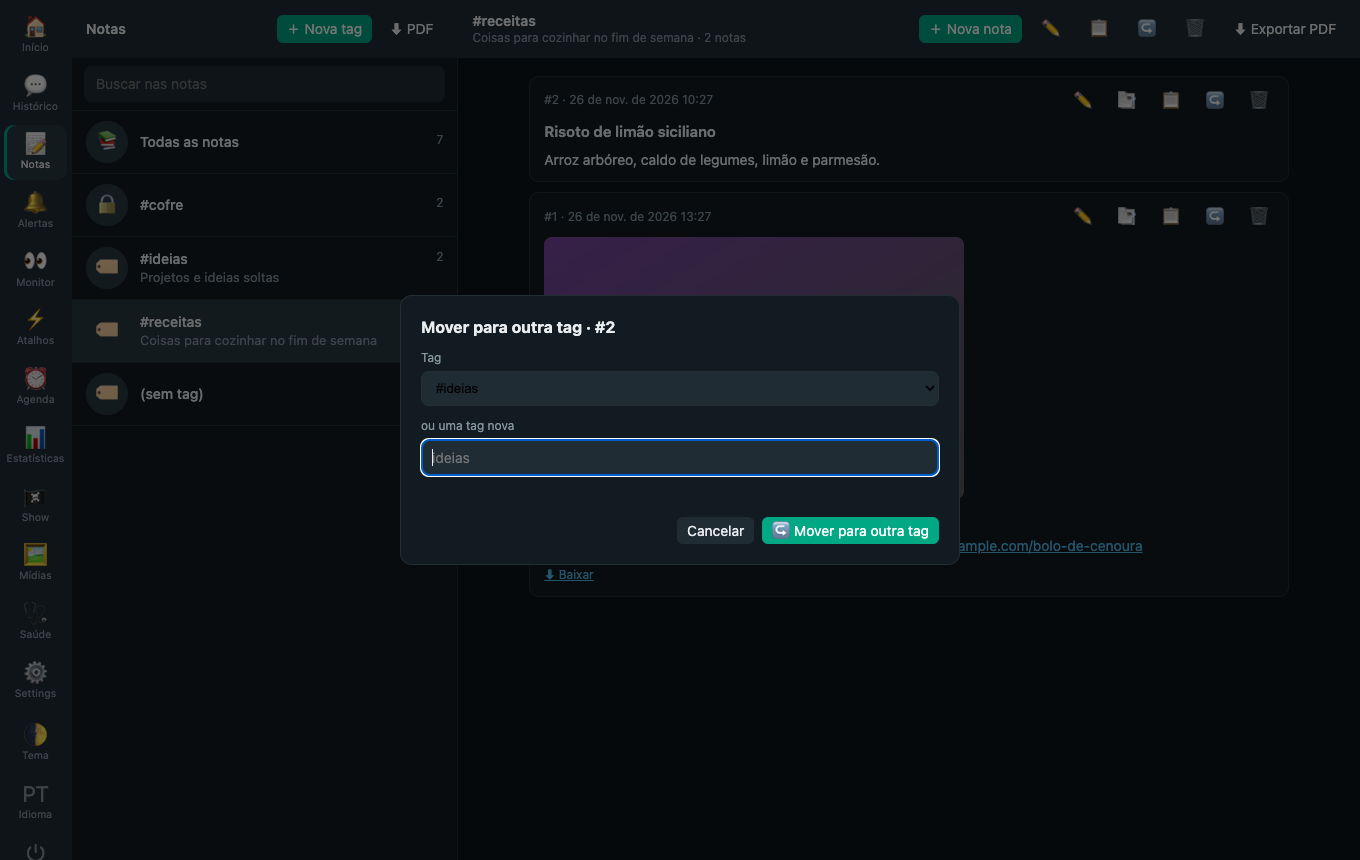 Início
Histórico
Notas
Alertas
Monitor
Atalhos
Agenda
Estatísticas
Show
Mídias
Saúde
Settings
Tema
PT
Idioma
Notas
+ Nova tag
⬇ PDF
Buscar nas notas
Todas as notas
7
#cofre
2
#ideias
2
Projetos e ideias soltas
#receitas
Coisas para cozinhar no fim de semana
(sem tag)
#receitas
Coisas para cozinhar no fim de semana · 2 notas
+ Nova nota
⬇ Exportar PDF
#2 · 26 de nov. de 2026 10:27
Risoto de limão siciliano
Arroz arbóreo, caldo de legumes, limão e parmesão.
#1 · 26 de nov. de 2026 13:27
ample.com/bolo-de-cenoura
⬇ Baixar
Mover para outra tag · #2
Tag
#ideias
ou uma tag nova
ideias
Cancelar
Mover para outra tag